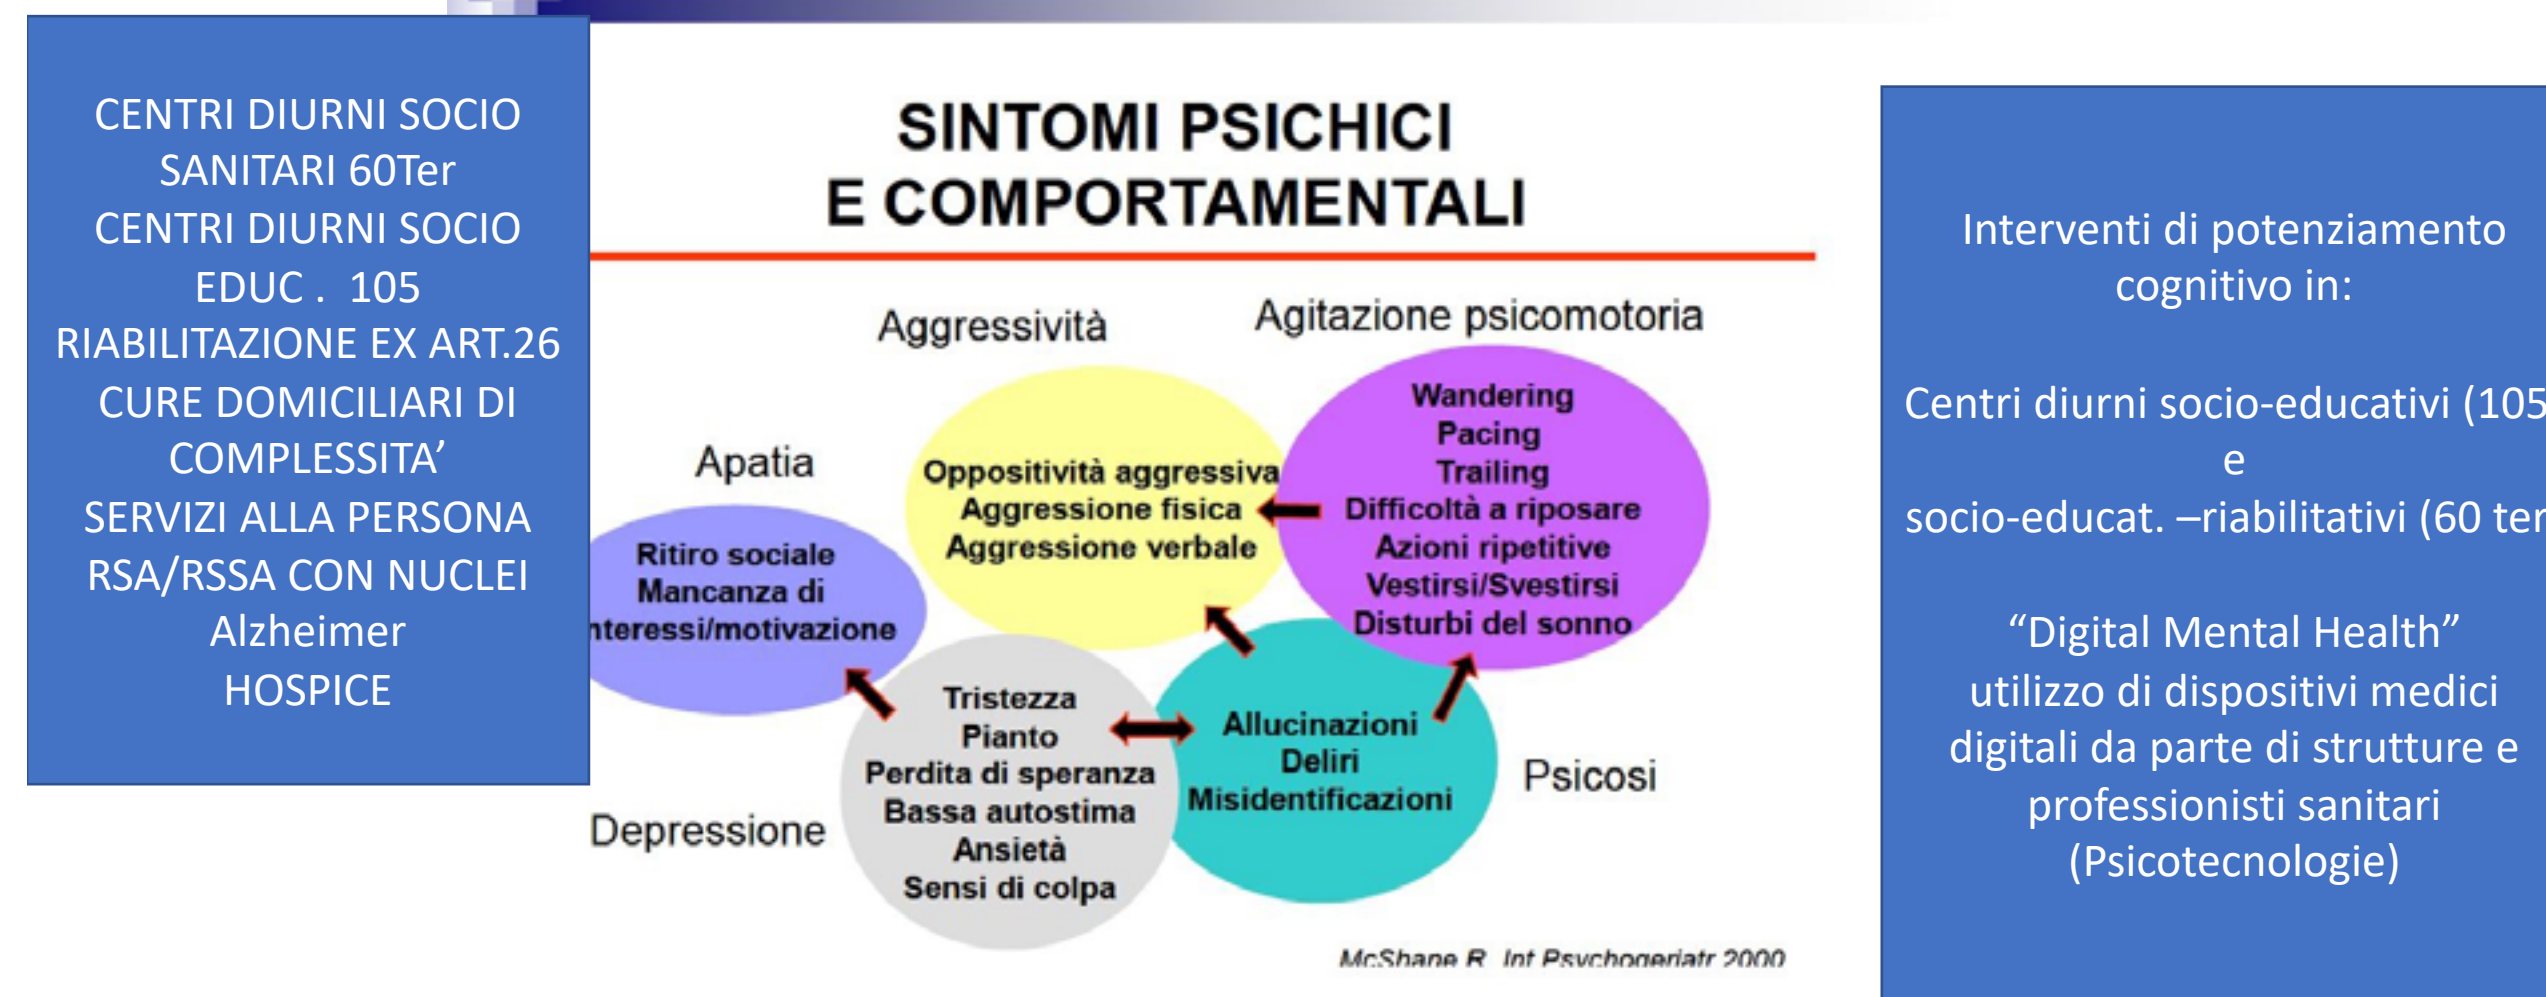 CENTRI DIURNI SOCIO
SANITARI 60Ter
CENTRI DIURNI SOCIO
EDUC . 105
RIABILITAZIONE EX ART.26
CURE DOMICILIARI DI
COMPLESSITA’
SERVIZI ALLA PERSONA
RSA/RSSA CON NUCLEI
Alzheimer
HOSPICE
SINTOMI PSICHICI
E COMPORTAMENTALI
Aggressività
Agitazione psicomotoria
Apatia
Oppositività aggressiva
Aggressione fisica
Aggressione verbale
Wandering
Pacing
Trailing
Difficoltà a riposare
Azioni ripetitive
Vestirsi/Svestirsi
Disturbi del sonno
Ritiro sociale
Mancanza di
nteressi/motivazione
Tristezza
Pianto
Perdita di speranza
Bassa autostima
Ansietà
Sensi di colpa
Allucinazioni
Deliri
Misidentificazioni
Psicosi
Depressione
McShane R Int Psychogeriatr 2000
Interventi di potenziamento
cognitivo in:
Centri diurni socio-educativi (105
e
socio-educat. –riabilitativi (60 ter
“Digital Mental Health”
utilizzo di dispositivi medici
digitali da parte di strutture e
professionisti sanitari
(Psicotecnologie)